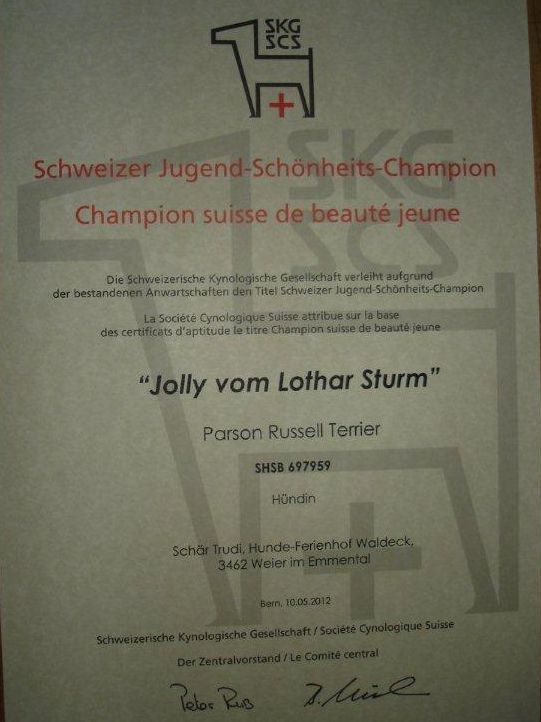 SKG
SCS
Schweizer Jugend-Schönheits-Champion
Champion suisse de beauté jeune
Die Schweizerische Kynologische Gesellschaft verleiht aufgrund
der bestandenen Anwartschaften den Titel Schweizer Jugend-Schönheits-Champion
La Société Cynologique Suisse attribue sur la base
des certificats d'aptitude le titre Champion suisse de beauté jeune
"Jolly vom Lothar Sturm"
Parson Russell Terrier
SHSB 697959
Hündin
Schär Trudi, Hunde-Ferienhof Waldeck,
3462 Weier im Emmental
Bern, 10.05.2012
Schweizerische Kynologische Gesellschaft / Société Cynologique Suisse
Der Zentralvorstand / Le Comité central
Peter Rub